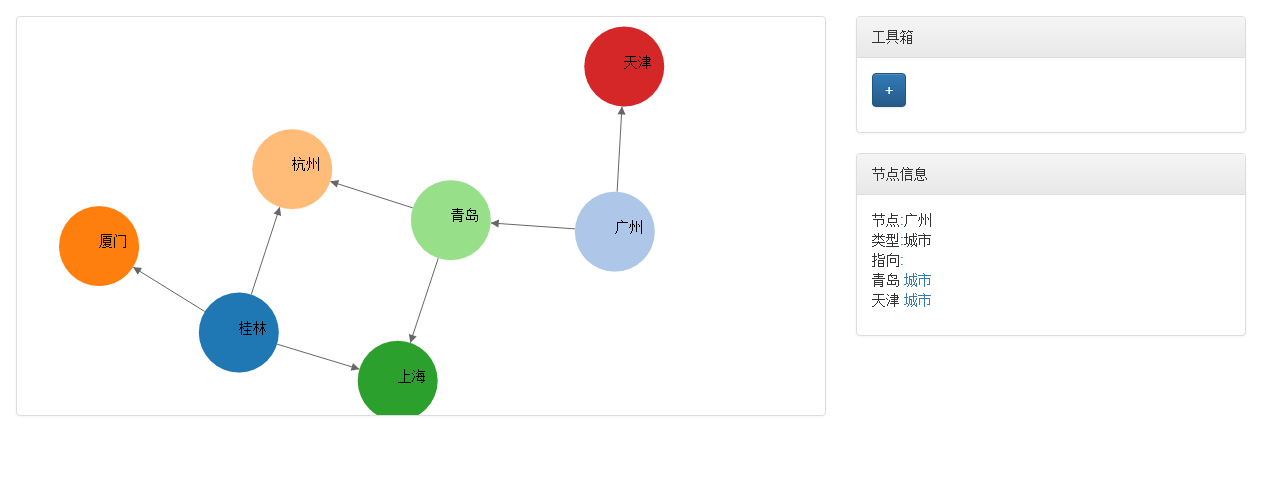 天津
杭州
青岛
广州
厦门
桂林
上海
工具箱
+
节点信息
节点:广州
类型:城市
指向:
青岛 城市
天津 城市